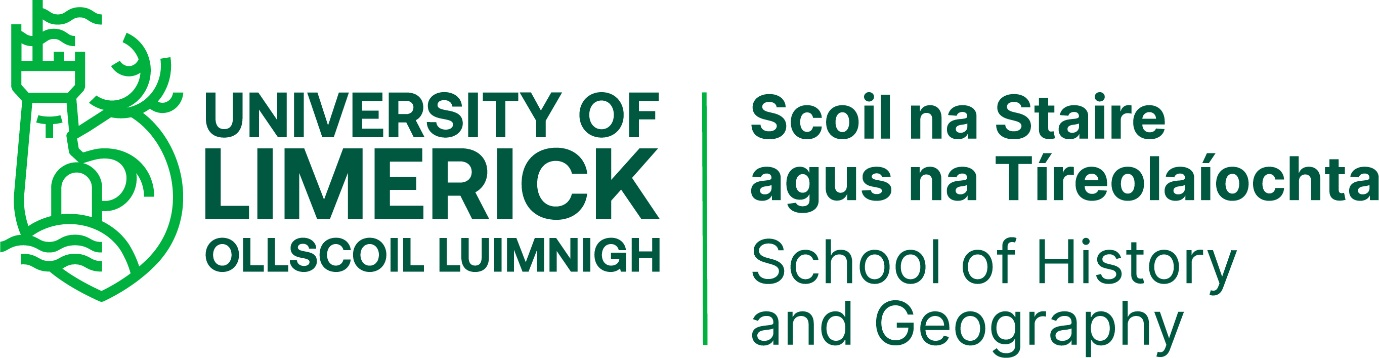 UNIVERSITY OF
LIMERICK
OLLSCOIL LUIMNIGH
Scoil na Staire
agus na Tíreolaíochta
School of History
and Geography